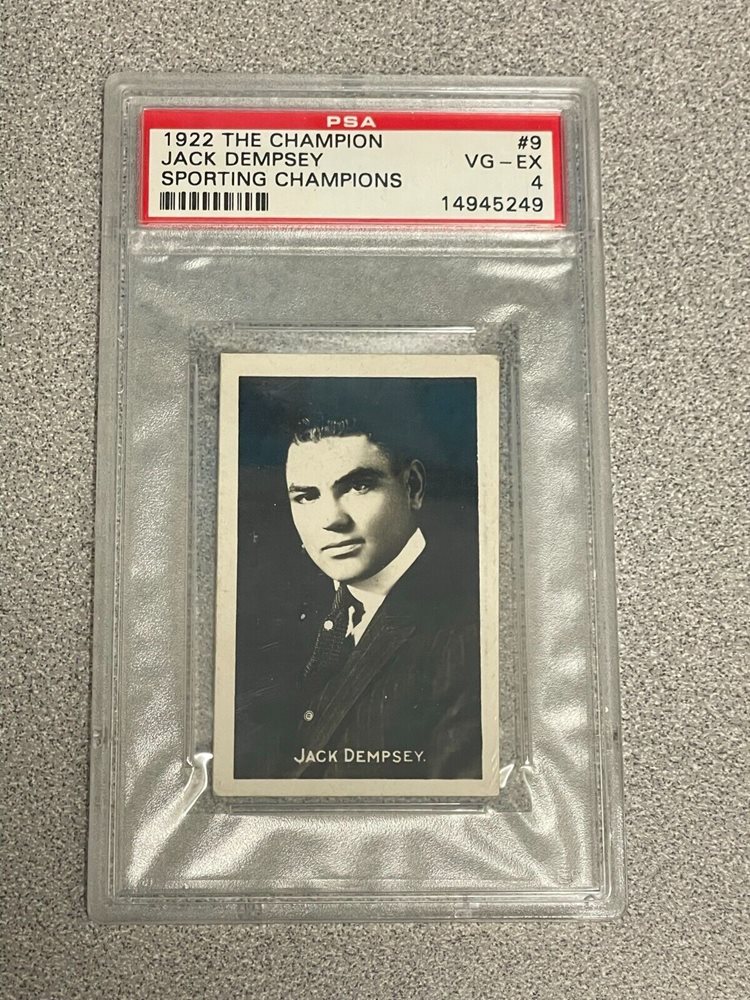 PSA
1922 THE CHAMPION #9
JACK DEMPSEY VG-EX
SPORTING CHAMPIONS 4
14945249
JACK DEMPSEY.